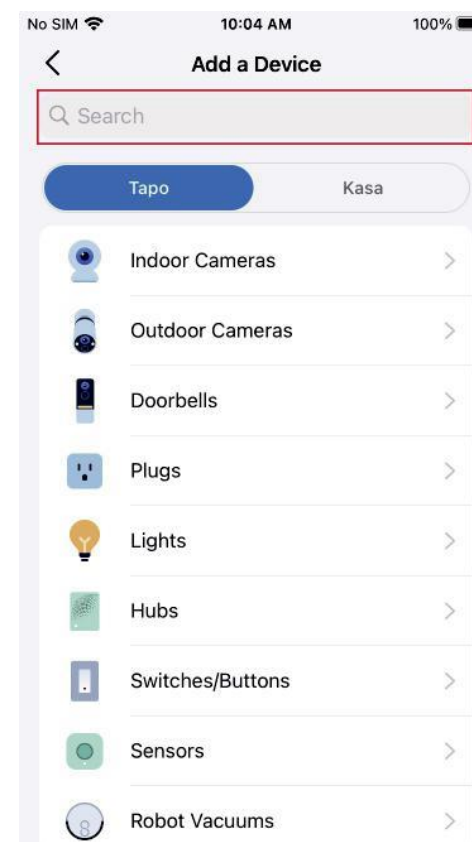 No SIM 10:04 AM 100%
Add a Device
Search
Tapo Kasa
Indoor Cameras
Outdoor Cameras
Doorbells
Plugs
Lights
Hubs
Switches/Buttons
Sensors
Robot Vacuums